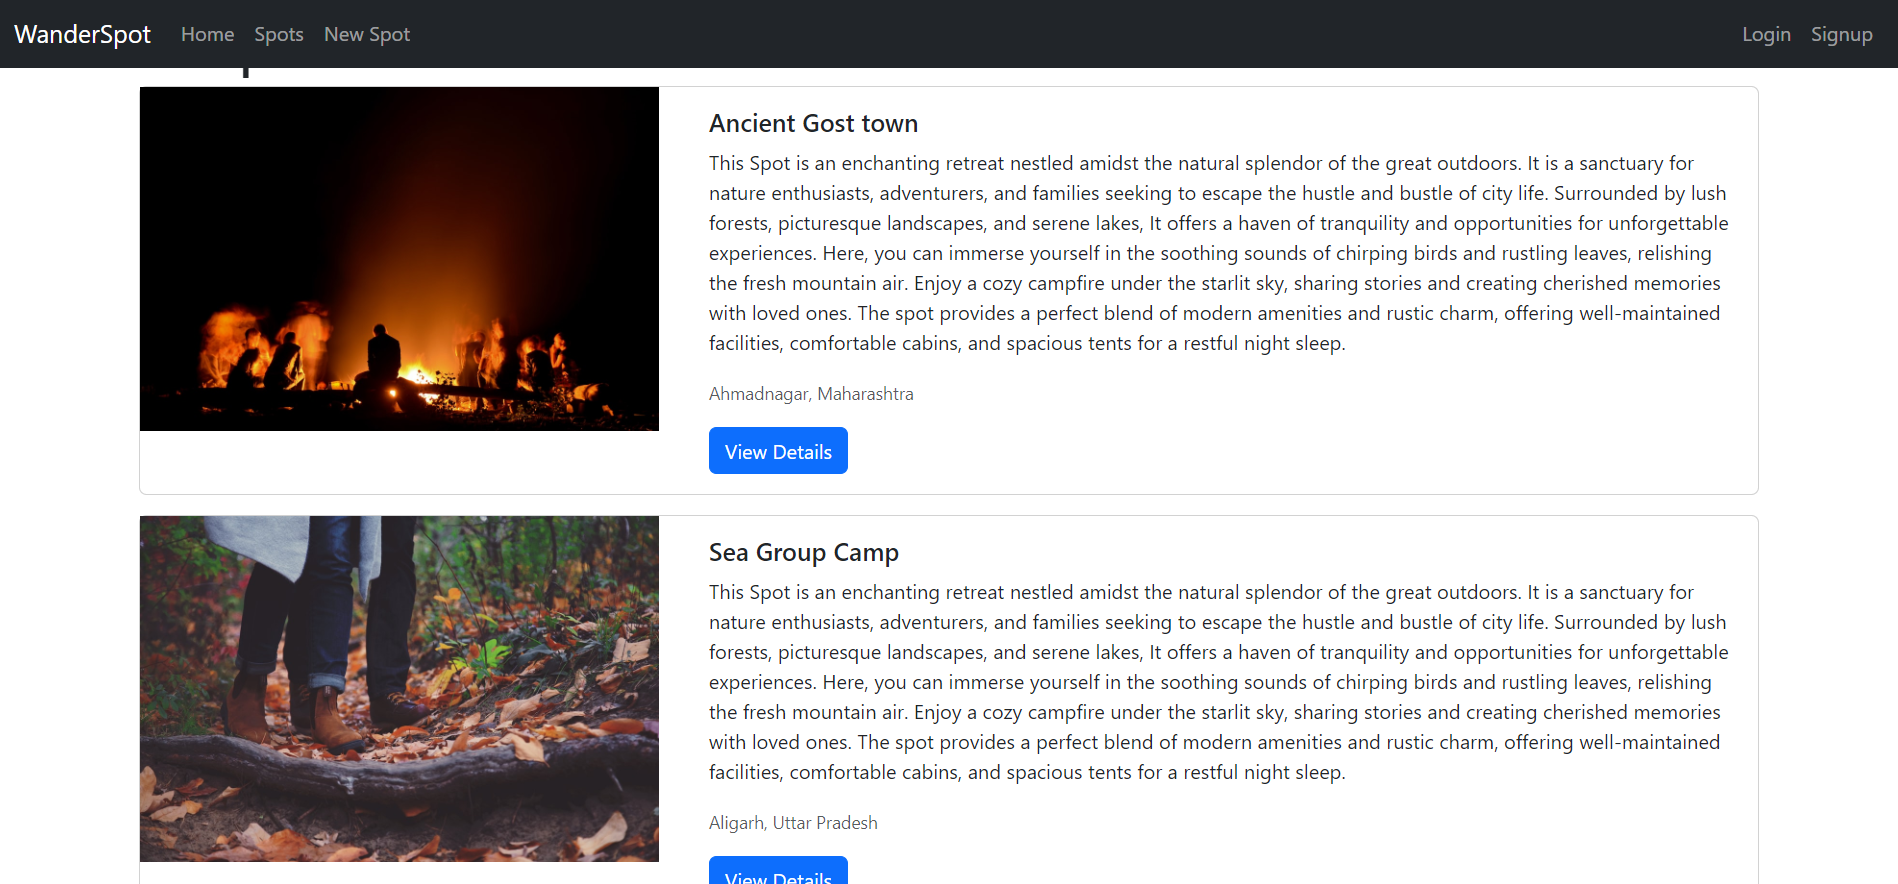 WanderSpot Home Spots New Spot Login Signup
Ancient Gost town
This Spot is an enchanting retreat nestled amidst the natural splendor of the great outdoors. It is a sanctuary for
nature enthusiasts, adventurers, and families seeking to escape the hustle and bustle of city life. Surrounded by lush
forests, picturesque landscapes, and serene lakes, It offers a haven of tranquility and opportunities for unforgettable
experiences. Here, you can immerse yourself in the soothing sounds of chirping birds and rustling leaves, relishing
the fresh mountain air. Enjoy a cozy campfire under the starlit sky, sharing stories and creating cherished memories
with loved ones. The spot provides a perfect blend of modern amenities and rustic charm, offering well-maintained
facilities, comfortable cabins, and spacious tents for a restful night sleep.
Ahmadnagar, Maharashtra
View Details
Sea Group Camp
This Spot is an enchanting retreat nestled amidst the natural splendor of the great outdoors. It is a sanctuary for
nature enthusiasts, adventurers, and families seeking to escape the hustle and bustle of city life. Surrounded by lush
forests, picturesque landscapes, and serene lakes, It offers a haven of tranquility and opportunities for unforgettable
experiences. Here, you can immerse yourself in the soothing sounds of chirping birds and rustling leaves, relishing
the fresh mountain air. Enjoy a cozy campfire under the starlit sky, sharing stories and creating cherished memories
with loved ones. The spot provides a perfect blend of modern amenities and rustic charm, offering well-maintained
facilities, comfortable cabins, and spacious tents for a restful night sleep.
Aligarh, Uttar Pradesh
View Details